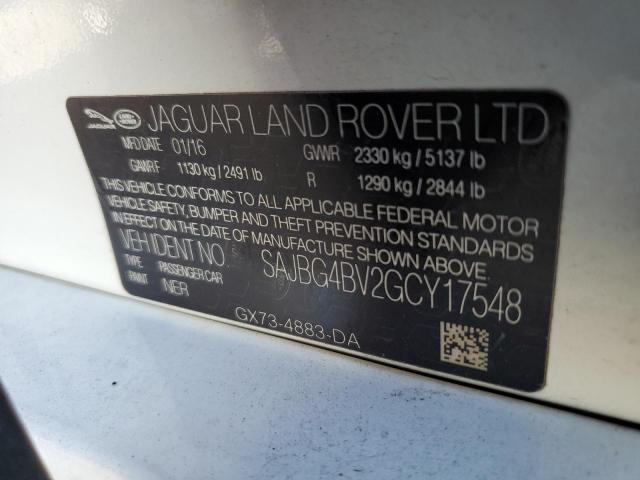 JAGUAR LAND ROVER JAGUAR LAND ROVER LTD
MFD DATE 01/16 GVWR 2330 kg / 5137 lb
GAWR F 1130 kg / 2491 lb R 1290 kg / 2844 lb
THIS VEHICLE CONFORMS TO ALL APPLICABLE FEDERAL MOTOR
VEHICLE SAFETY, BUMPER AND THEFT PREVENTION STANDARDS
IN EFFECT ON THE DATE OF MANUFACTURE SHOWN ABOVE.
VEH IDENT NO. SAJBG4BV2GCY17548
TYPE PASSENGER CAR
PAINT NER
GX73-4883-DA